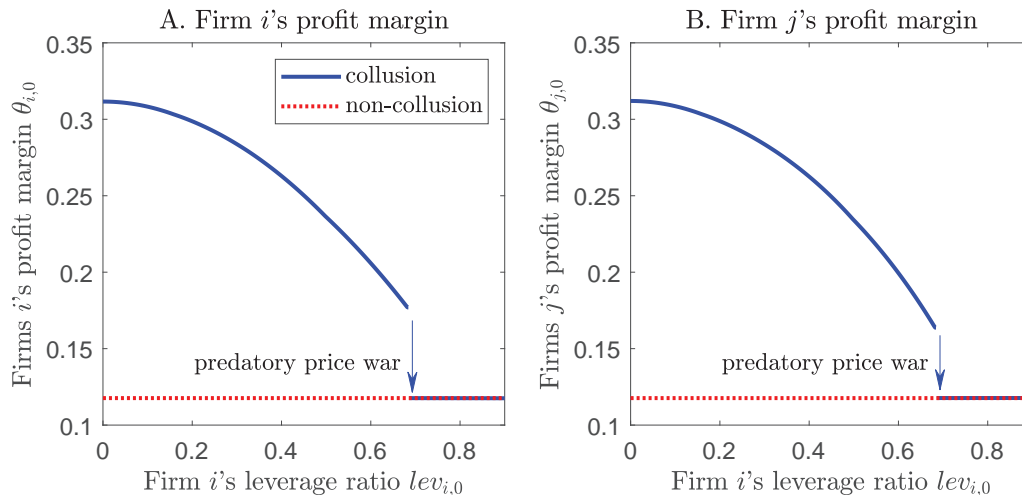 A. Firm i's profit margin
Firms i's profit margin θi,0
0.35
0.3
0.25
0.2
0.15
0.1
collusion
non-collusion
predatory price war
0 0.2 0.4 0.6 0.8
Firm i's leverage ratio levi,0
B. Firm j's profit margin
Firms j's profit margin θj,0
0.35
0.3
0.25
0.2
0.15
0.1
predatory price war
0 0.2 0.4 0.6 0.8
Firm i's leverage ratio levi,0